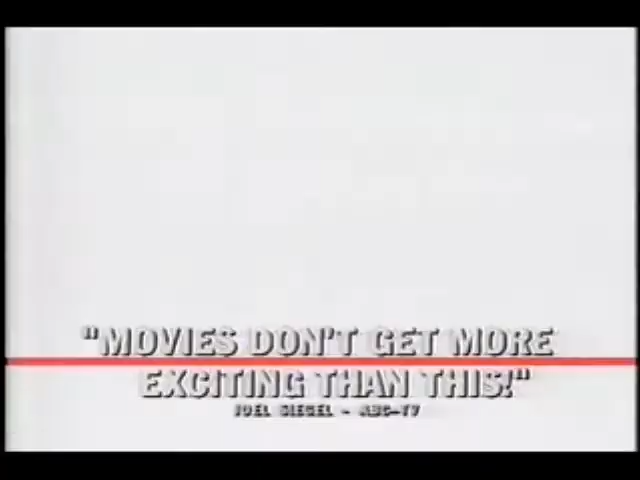 "MOVIES DON'T GET MORE
EXCITING THAN THIS!"
JOEL SIEGEL - ABC-TV